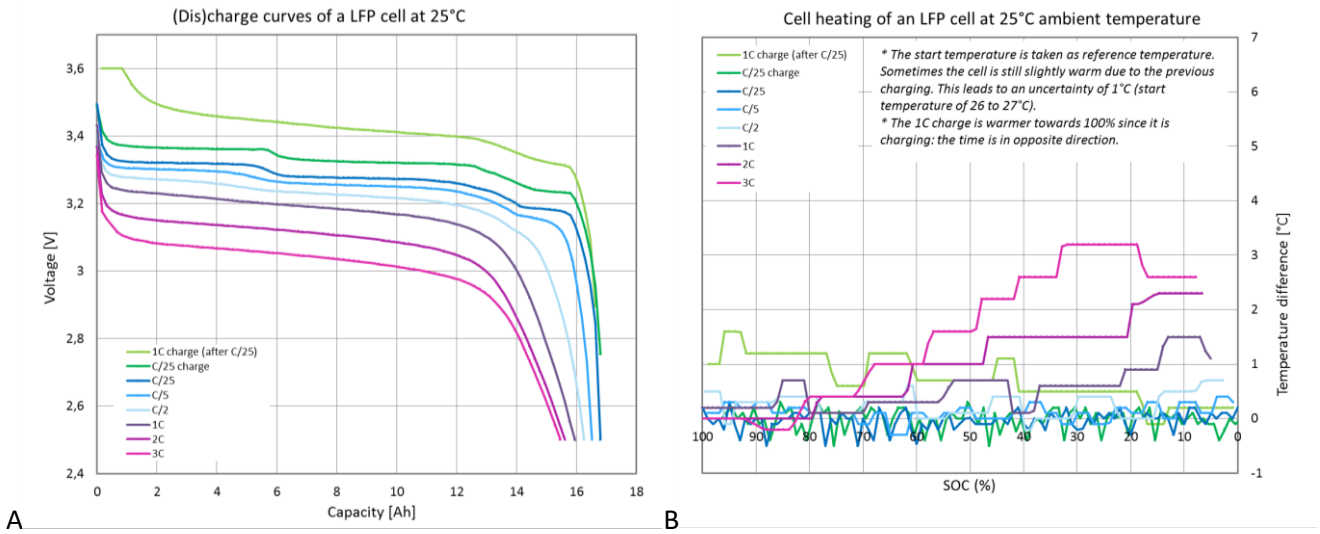 (Dis)charge curves of a LFP cell at 25°C
3,6
3,4
3,2
3
2,8
2,6
2,4
Voltage [V]
1C charge (after C/25)
C/25 charge
C/25
C/5
C/2
1C
2C
3C
0 2 4 6 8 10 12 14 16 18
Capacity [Ah]
A
Cell heating of an LFP cell at 25°C ambient temperature
1C charge (after C/25)
C/25 charge
C/25
C/5
C/2
1C
2C
3C
* The start temperature is taken as reference temperature.
Sometimes the cell is still slightly warm due to the previous
charging. This leads to an uncertainty of 1°C (start
temperature of 26 to 27°C).
* The 1C charge is warmer towards 100% since it is
charging: the time is in opposite direction.
7
6
5
4
3
2
1
0
-1
Temperature difference [°C]
100 90 80 70 60 50 40 30 20 10 0
SOC (%)
B